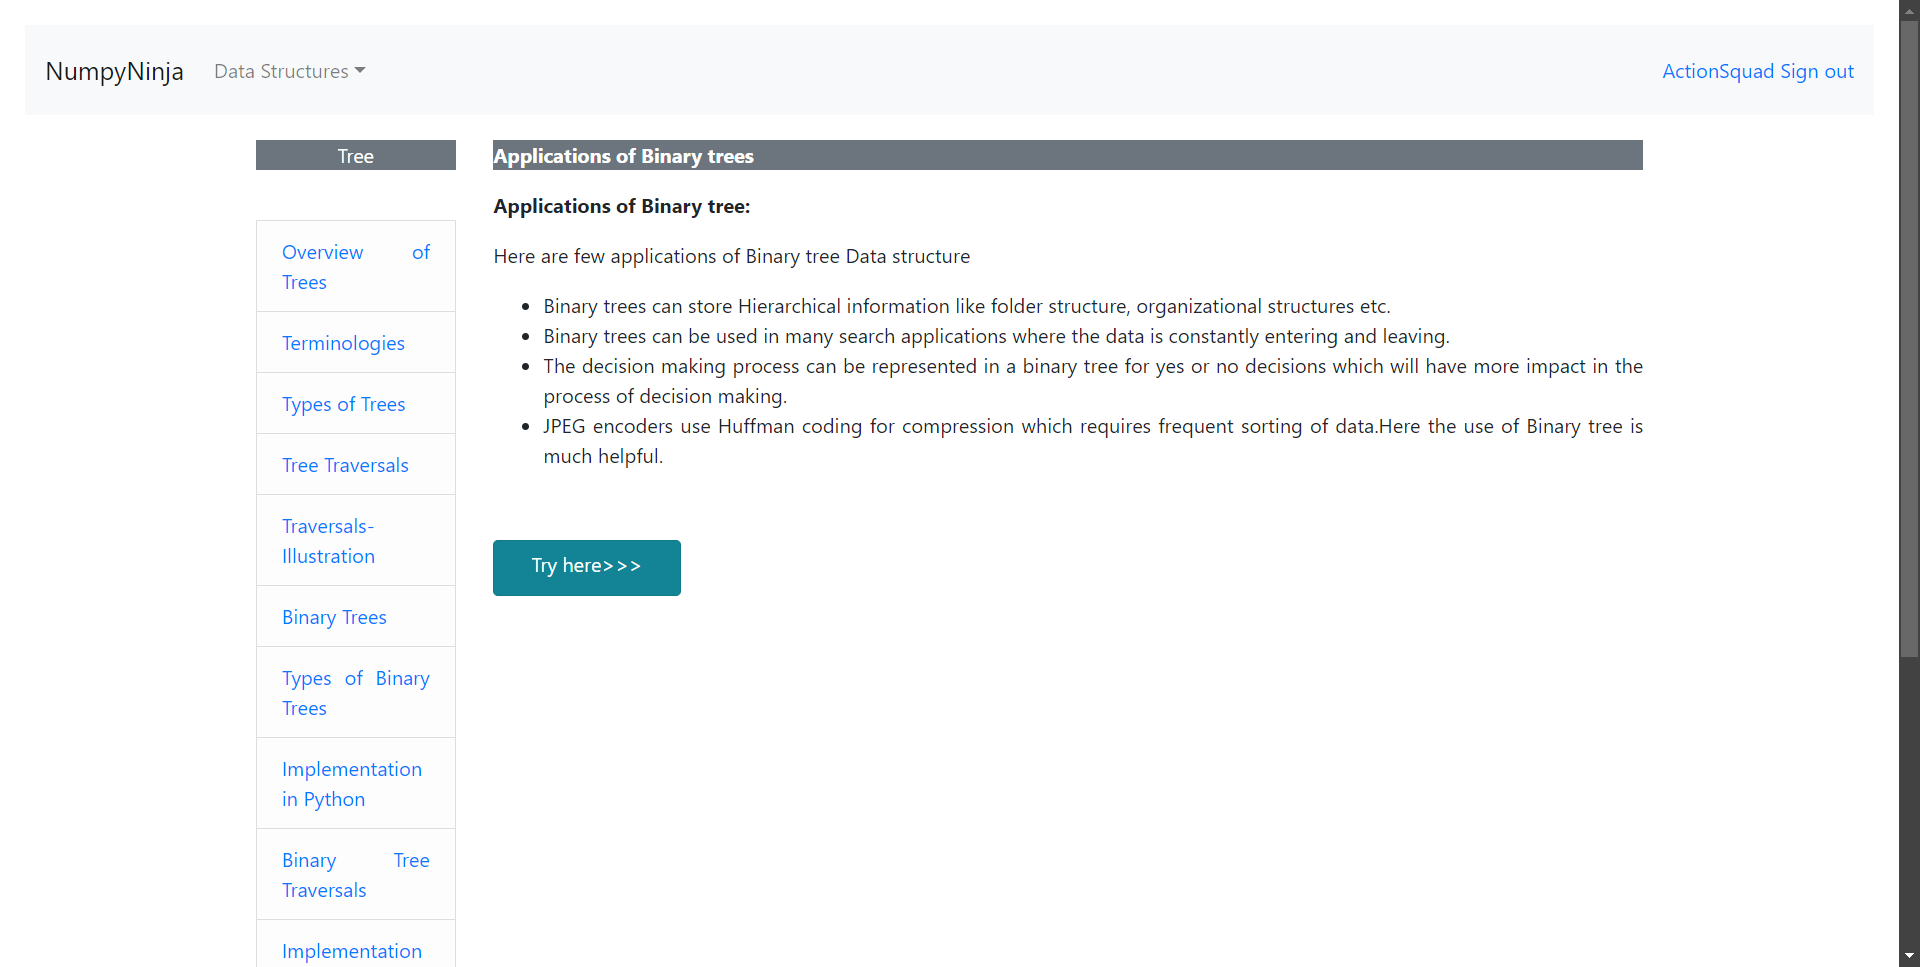 NumpyNinja
Data Structures
ActionSquad Sign out
Tree
Overview of
Trees
Terminologies
Types of Trees
Tree Traversals
Traversals-
Illustration
Binary Trees
Types of Binary
Trees
Implementation
in Python
Binary Tree
Traversals
Implementation
Applications of Binary trees
Applications of Binary tree:
Here are few applications of Binary tree Data structure
Binary trees can store Hierarchical information like folder structure, organizational structures etc.
Binary trees can be used in many search applications where the data is constantly entering and leaving.
The decision making process can be represented in a binary tree for yes or no decisions which will have more impact in the
process of decision making.
JPEG encoders use Huffman coding for compression which requires frequent sorting of data.Here the use of Binary tree is
much helpful.
Try here>>>